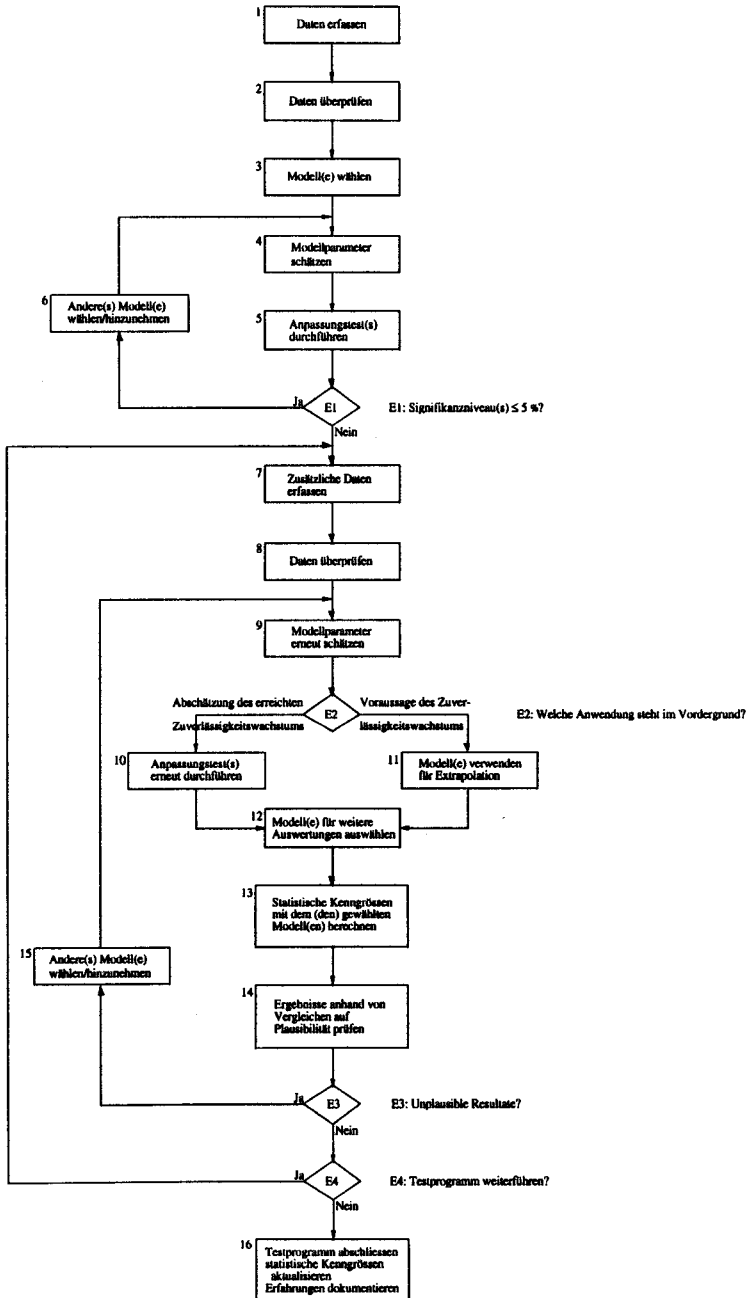 1
Daten erfassen
2
Daten überprüfen
3
Modell(e) wählen
4
Modellparameter
schätzen
6
Andere(s) Modell(e)
wählen/hinzunehmen
5
Anpassungstest(s)
durchführen
Ja
E1
E1: Signifikanzniveau(s) ≤ 5 %?
Nein
7
Zusätzliche Daten
erfassen
8
Daten überprüfen
9
Modellparameter
erneut schätzen
Abschätzung des erreichten
Zuverlässigkeitswachstums
E2
Voraussage des Zuver-
lässigkeitswachstums
E2: Welche Anwendung steht im Vordergrund?
10
Anpassungstest(s)
erneut durchführen
11
Modell(e) verwenden
für Extrapolation
12
Modell(e) für weitere
Auswertungen auswählen
13
Statistische Kenngrössen
mit dem (den) gewählten
Modell(en) berechnen
15
Andere(s) Modell(e)
wählen/hinzunehmen
14
Ergebnisse anhand von
Vergleichen auf
Plausibilität prüfen
Ja
E3
E3: Unplausible Resultate?
Nein
Ja
E4
E4: Testprogramm weiterführen?
Nein
16
Testprogramm abschliessen
statistische Kenngrössen
aktualisieren
Erfahrungen dokumentieren